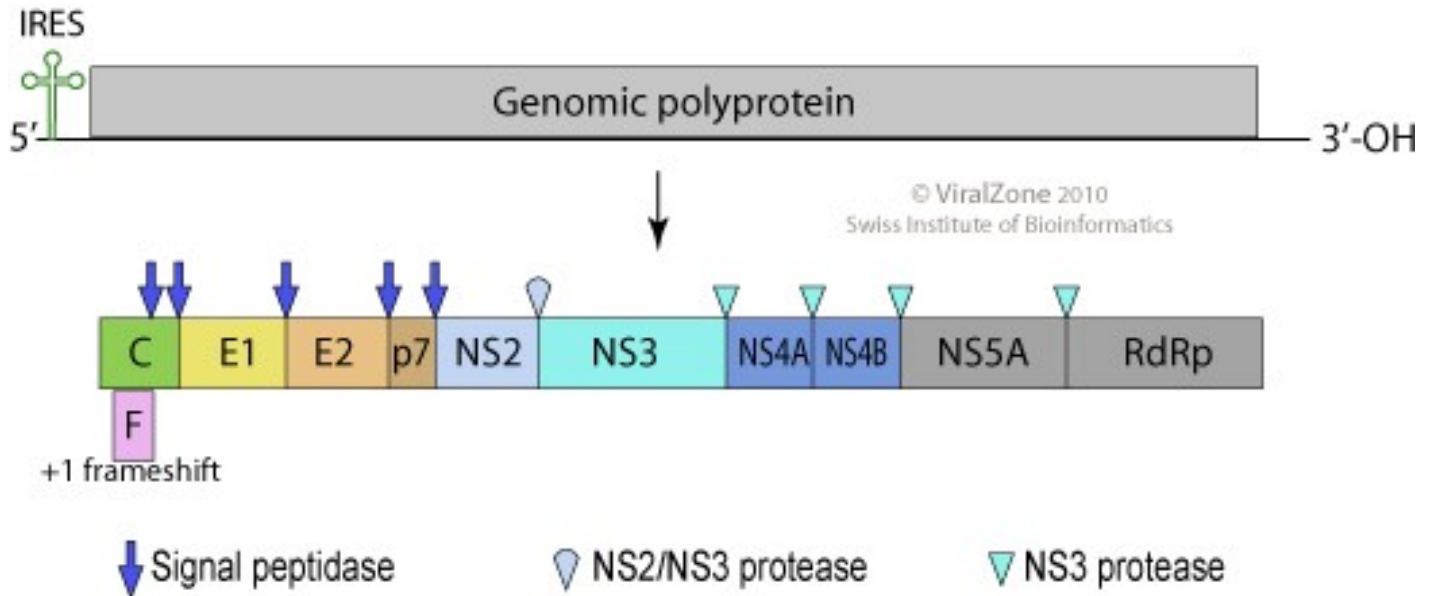 IRES
Genomic polyprotein
5′ 3′-OH
© ViralZone 2010
Swiss Institute of Bioinformatics
C E1 E2 p7 NS2 NS3 NS4A NS4B NS5A RdRp
F
+1 frameshift
Signal peptidase NS2/NS3 protease NS3 protease